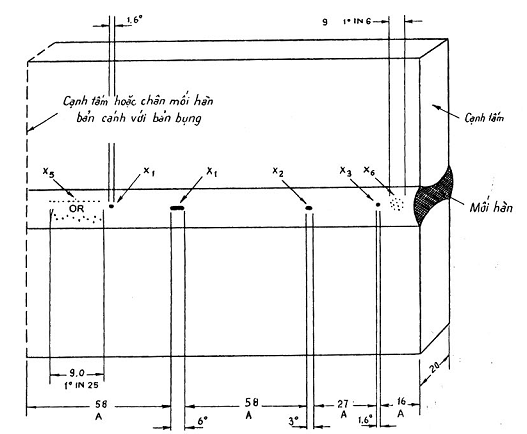 1.6°
9 1° IN 6
Cạnh tấm hoặc chân mối hàn
bản cánh với bản bụng
Cạnh tấm
X5
X1
X1
X2
X3
X6
OR
Mối hàn
9.0
1° IN 25
20
58
A
6°
58
A
3°
27
A
1.6°
16
A